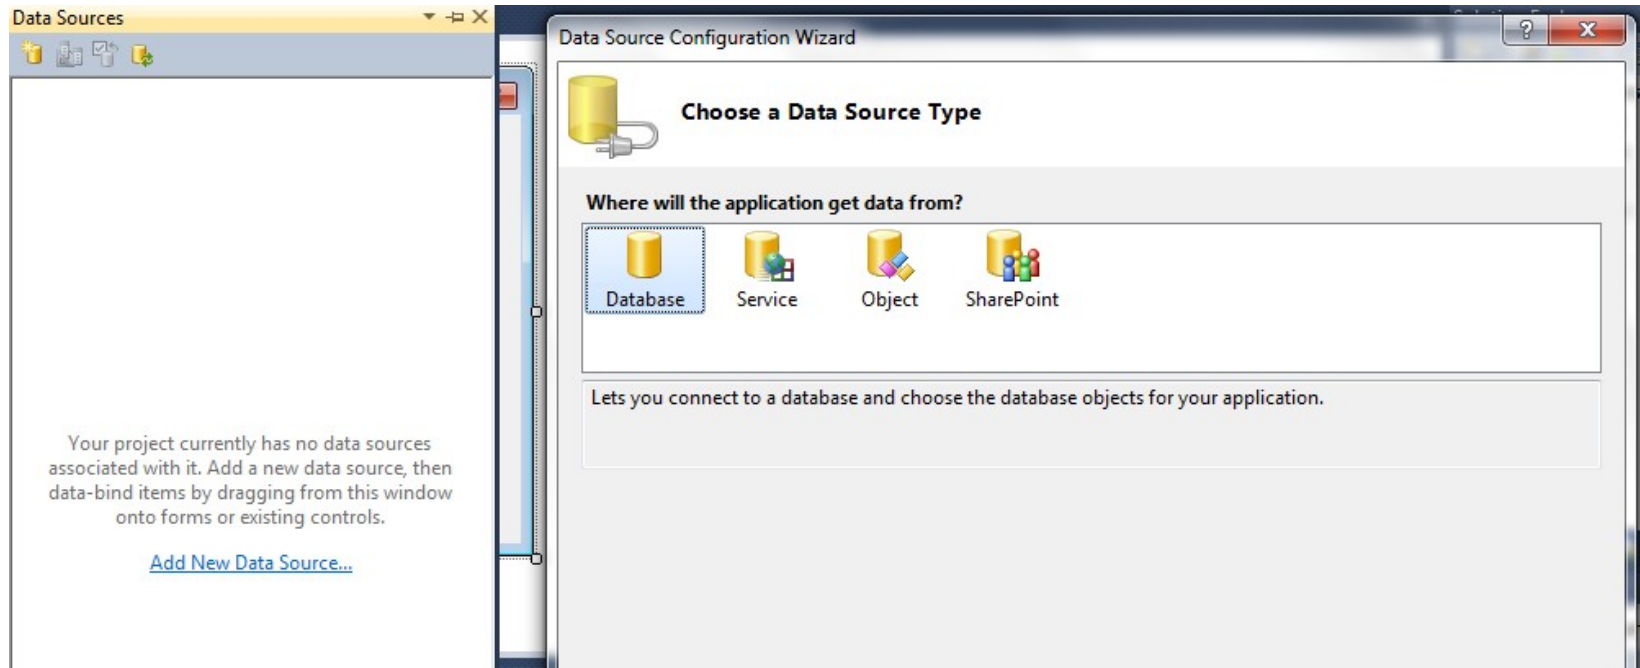 Data Sources
Your project currently has no data sources
associated with it. Add a new data source, then
data-bind items by dragging from this window
onto forms or existing controls.
Add New Data Source...
Data Source Configuration Wizard
Choose a Data Source Type
Where will the application get data from?
Database
Service
Object
SharePoint
Lets you connect to a database and choose the database objects for your application.